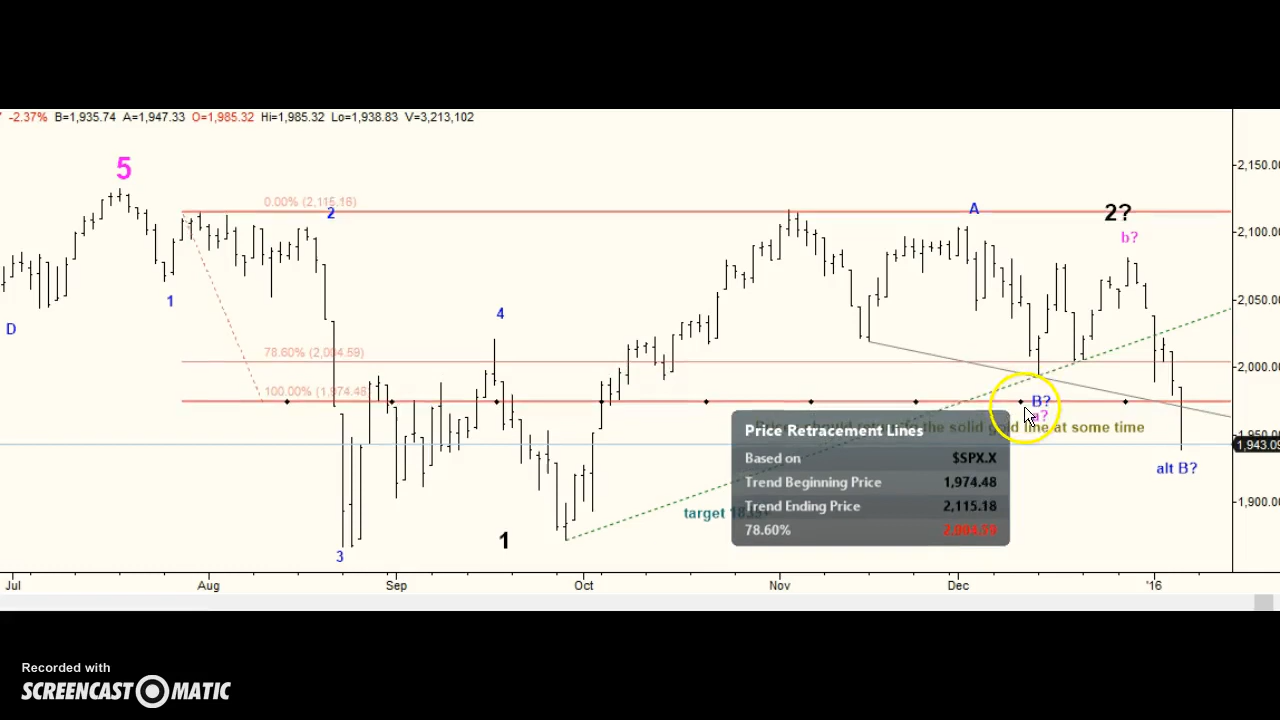 -2.37% B=1,935.74 A=1,947.33 O=1,985.32 Hi=1,985.32 Lo=1,938.83 V=3,213,102
5
2,150.00
0.00% (2,115.18)
2
A
2?
b?
2,100.00
1
4
2,050.00
D
78.60% (2,004.59)
2,000.00
100.00% (1,974.48)
B?
a?
the solid gold line at some time
Price Retracement Lines
1,943.09
Based on $SPX.X
alt B?
Trend Beginning Price 1,974.48
Trend Ending Price 2,115.18
1,900.00
target
78.60%
1
3
Jul Aug Sep Oct Nov Dec '16
Recorded with
SCREENCAST MATIC